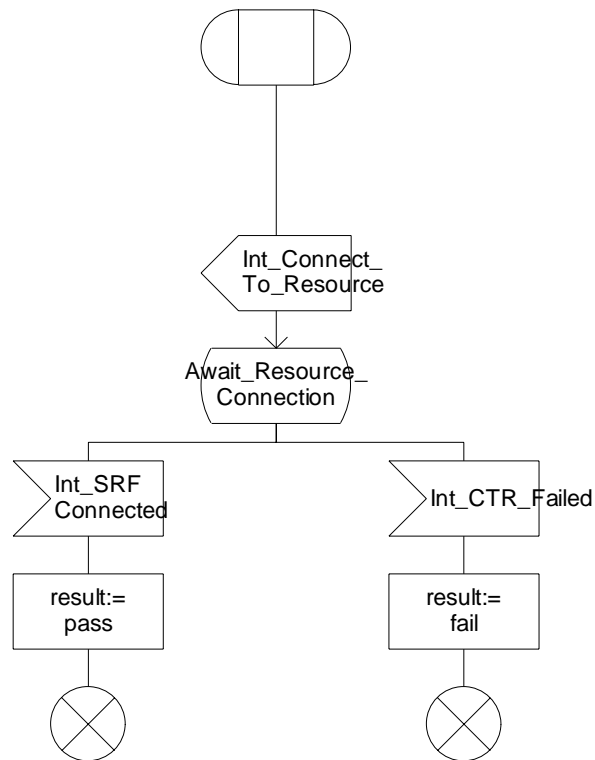 Int_Connect_
To_Resource
Await_Resource_
Connection
Int_SRF
Connected
Int_CTR_Failed
result:=
pass
result:=
fail